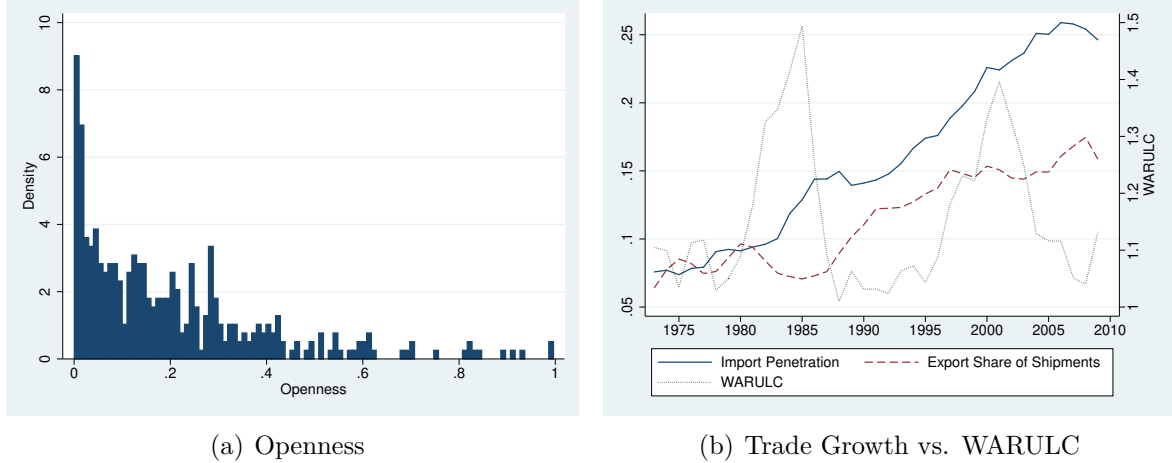 10
8
6
4
2
0
Density
0 .2 .4 .6 .8 1
Openness
(a) Openness
.25
.2
.15
.1
.05
1.5
1.4
1.3
1.2
1.1
1
WARULC
1975 1980 1985 1990 1995 2000 2005 2010
Import Penetration Export Share of Shipments
WARULC
(b) Trade Growth vs. WARULC